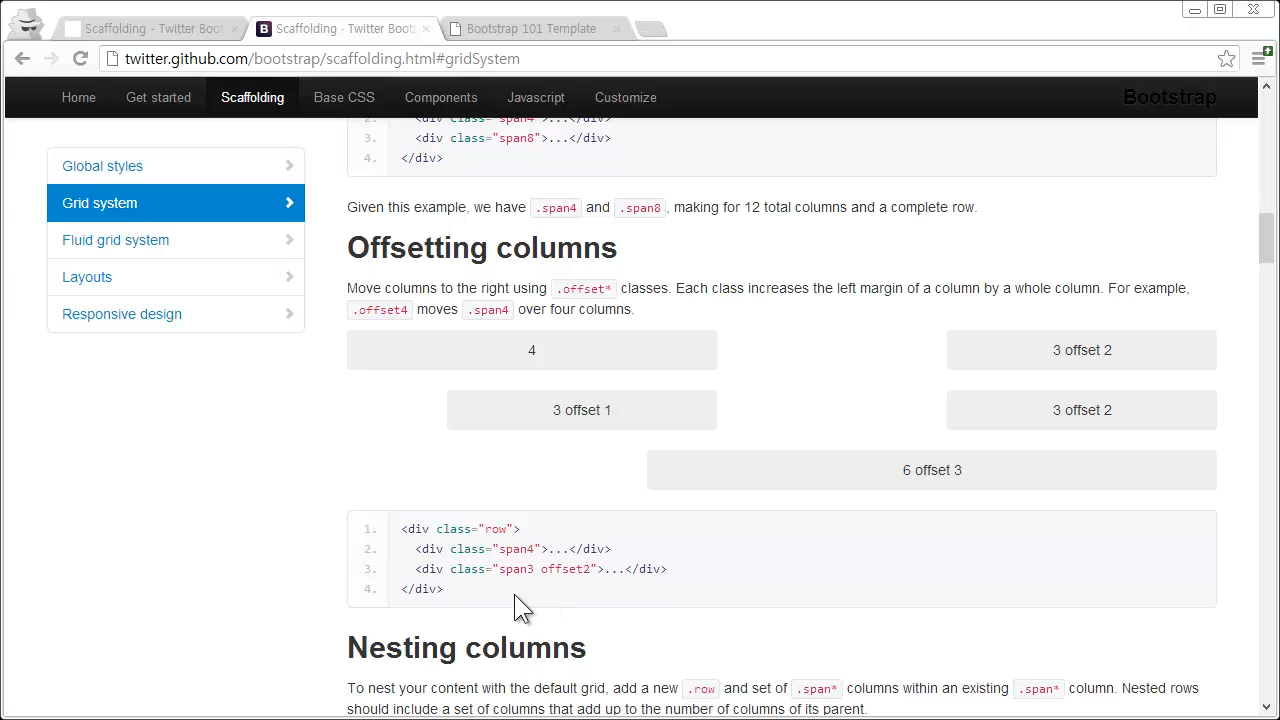 Scaffolding - Twitter Boot
Scaffolding - Twitter Boots
Bootstrap 101 Template
twitter.github.com/bootstrap/scaffolding.html#gridSystem
Home Get started Scaffolding Base CSS Components Javascript Customize Bootstrap
Global styles
Grid system
Fluid grid system
Layouts
Responsive design
2. <div class="span4">...</div>
3. <div class="span8">...</div>
4. </div>
Given this example, we have .span4 and .span8, making for 12 total columns and a complete row.
Offsetting columns
Move columns to the right using .offset* classes. Each class increases the left margin of a column by a whole column. For example,
.offset4 moves .span4 over four columns.
4 3 offset 2
3 offset 1 3 offset 2
6 offset 3
1. <div class="row">
2. <div class="span4">...</div>
3. <div class="span3 offset2">...</div>
4. </div>
Nesting columns
To nest your content with the default grid, add a new .row and set of .span* columns within an existing .span* column. Nested rows
should include a set of columns that add up to the number of columns of its parent.